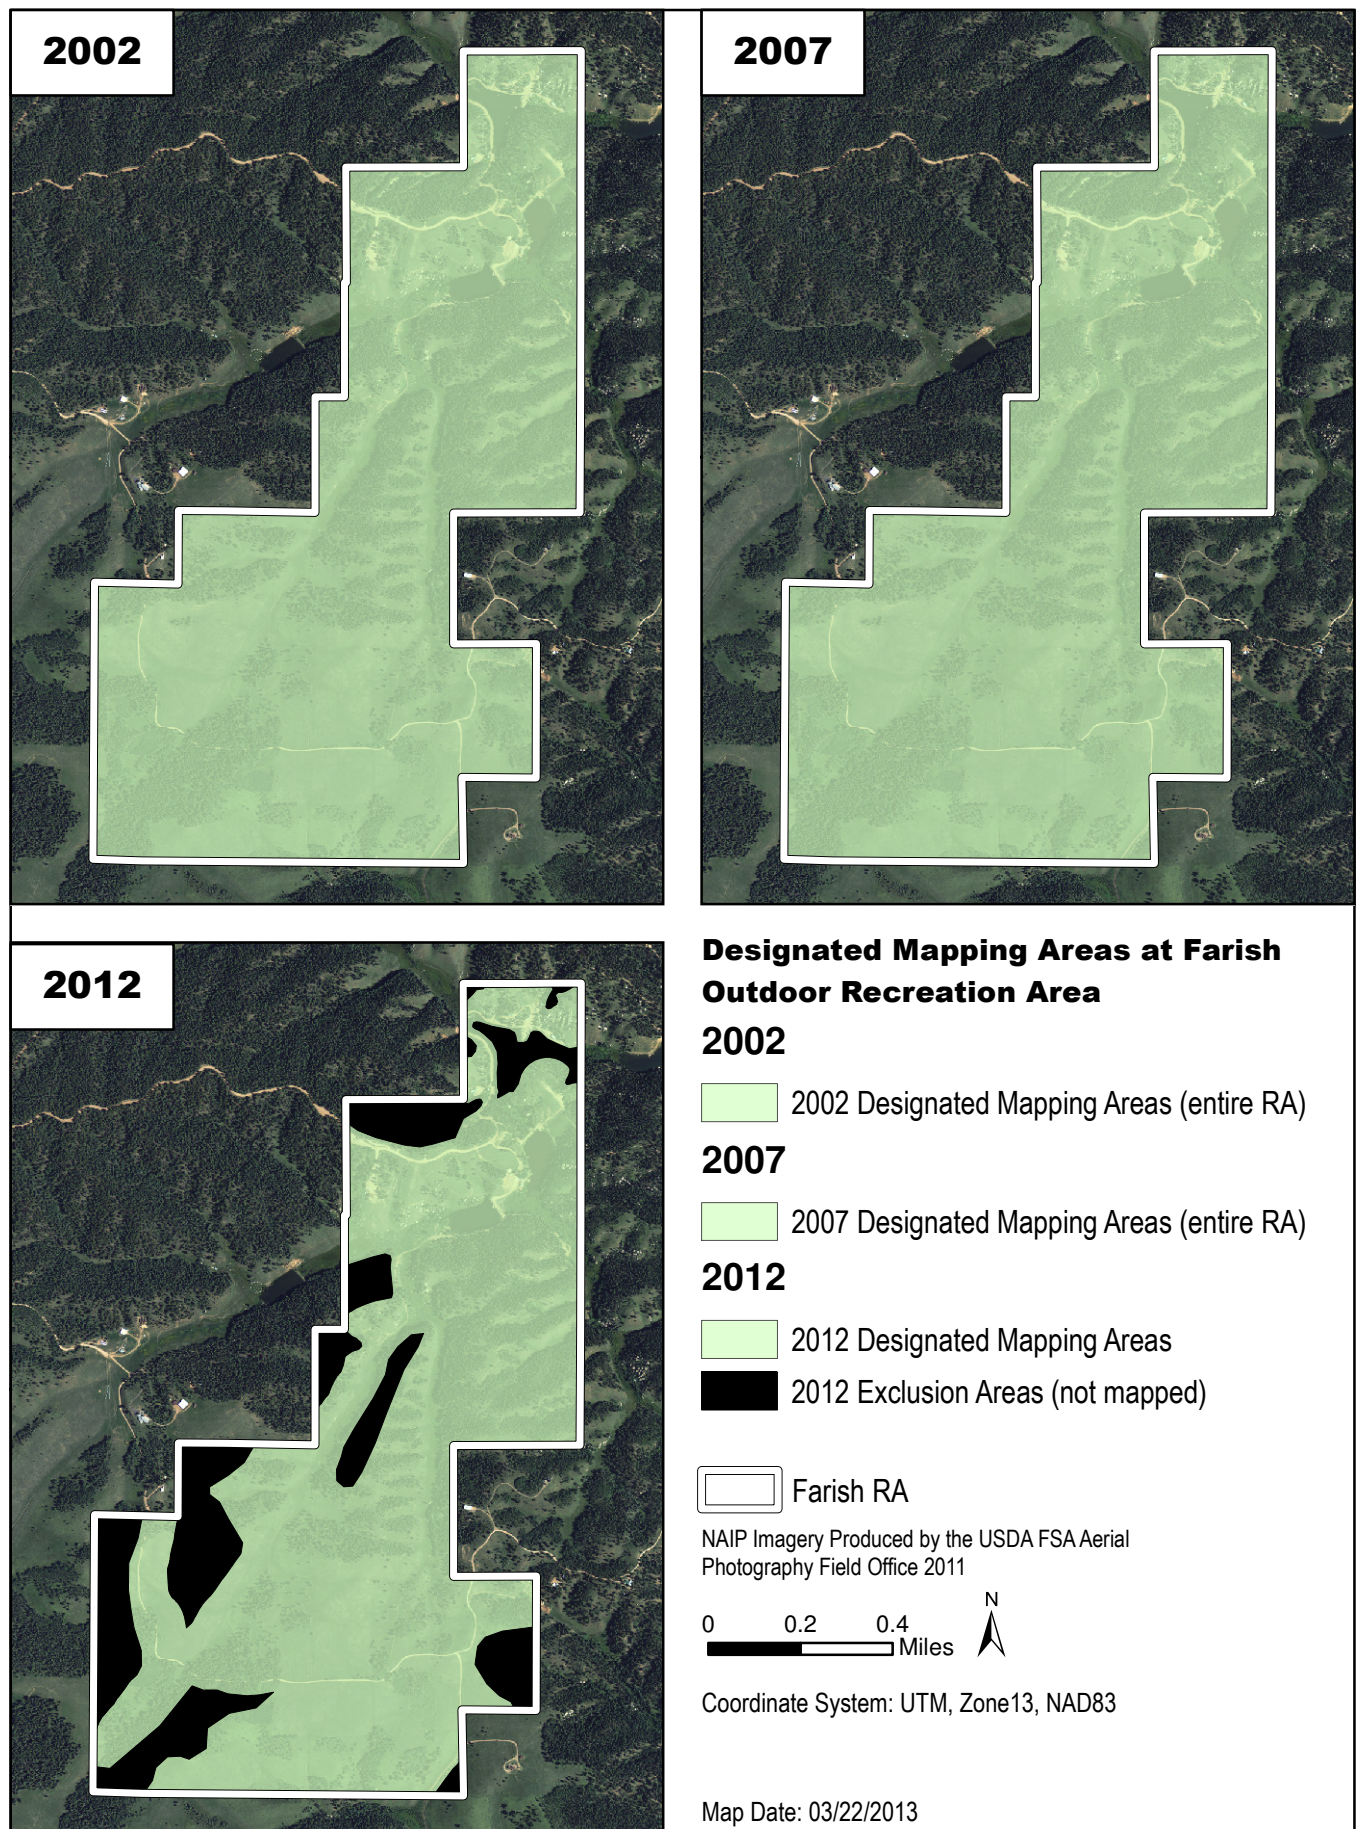 2002
2007
2012
Designated Mapping Areas at Farish
Outdoor Recreation Area
2002
2002 Designated Mapping Areas (entire RA)
2007
2007 Designated Mapping Areas (entire RA)
2012
2012 Designated Mapping Areas
2012 Exclusion Areas (not mapped)
Farish RA
NAIP Imagery Produced by the USDA FSA Aerial
Photography Field Office 2011
N
0 0.2 0.4
Miles
Coordinate System: UTM, Zone13, NAD83
Map Date: 03/22/2013